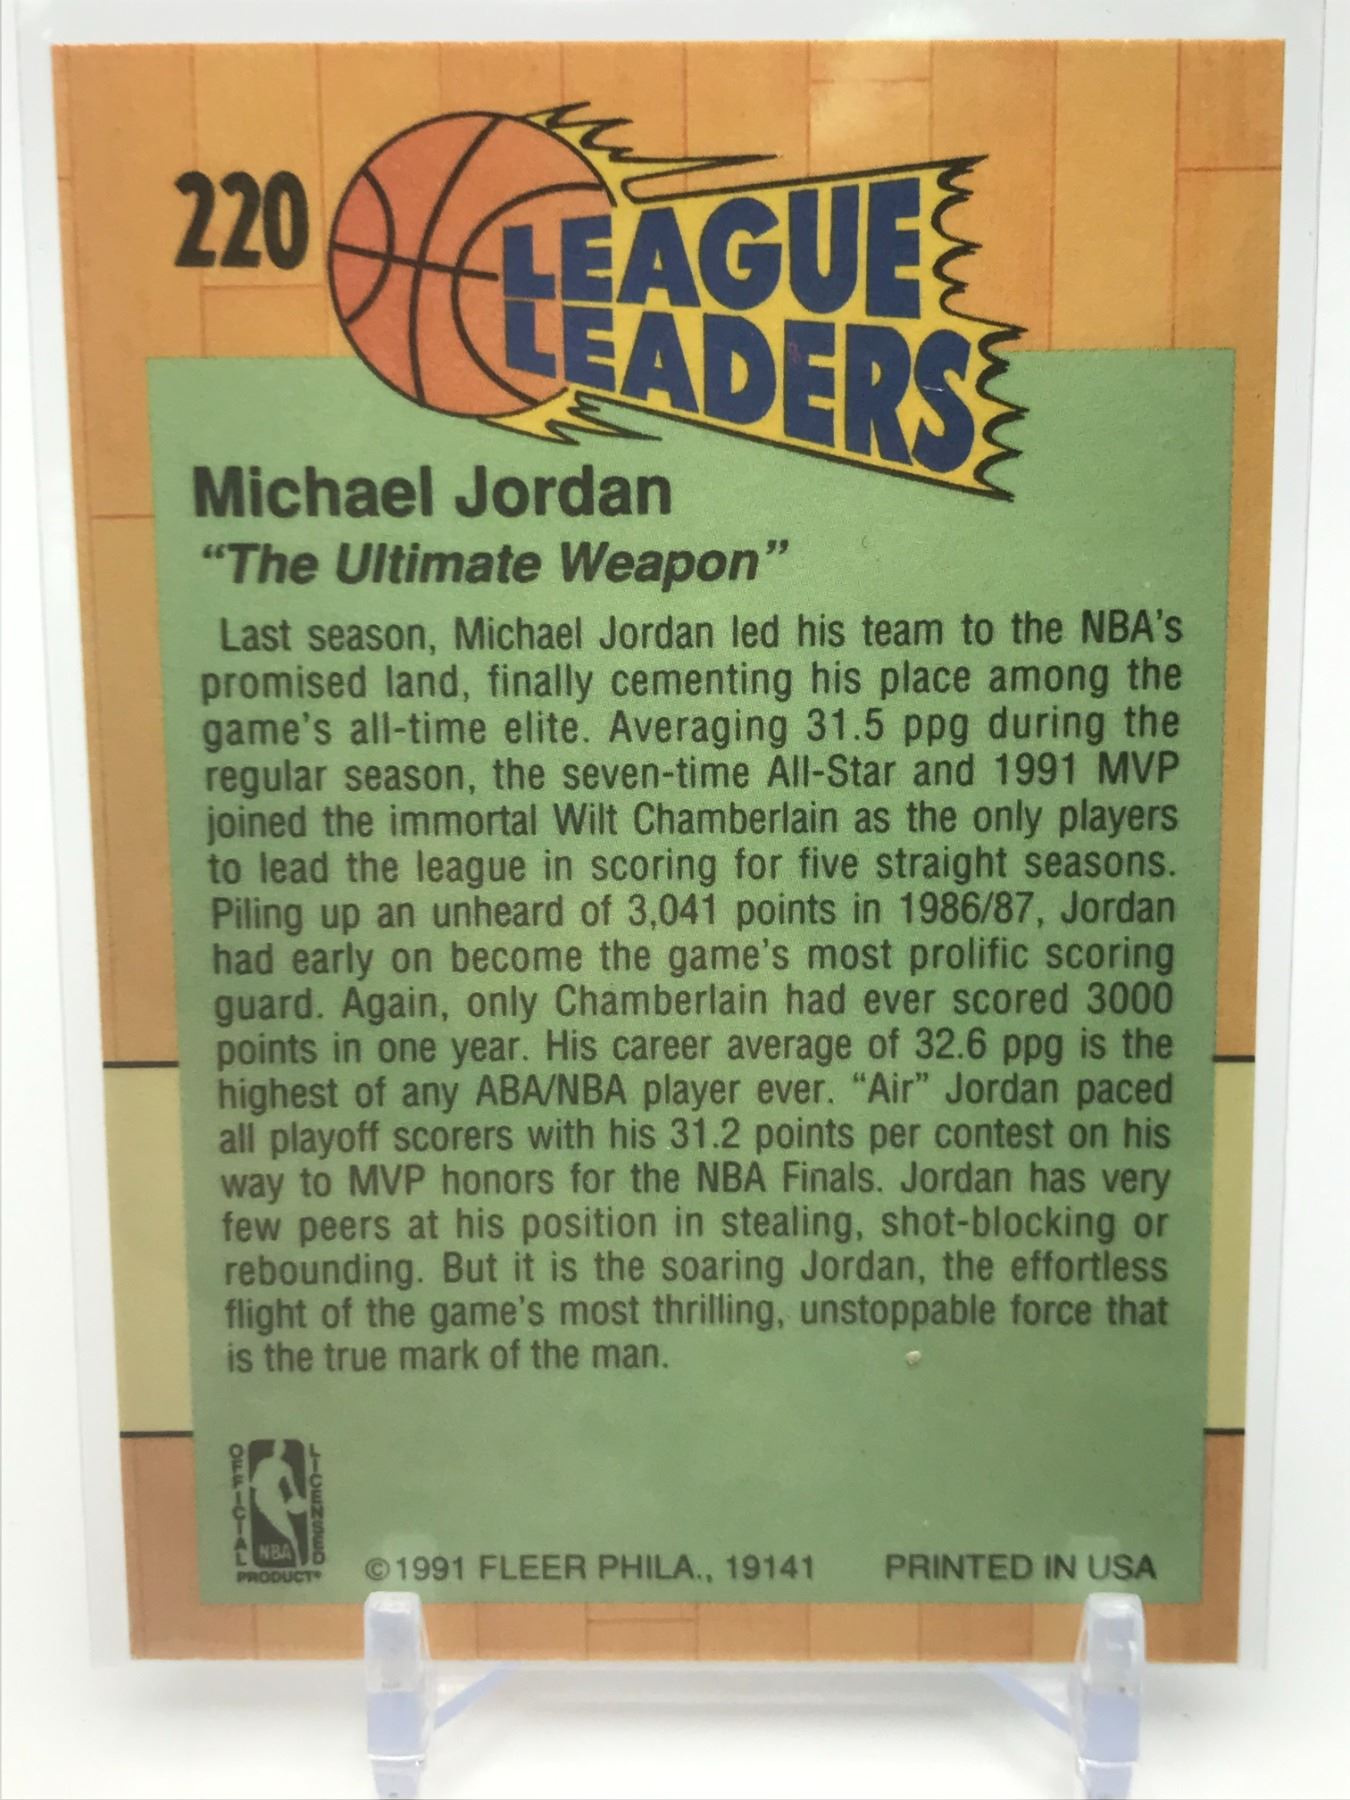 220
LEAGUE
LEADERS
Michael Jordan
“The Ultimate Weapon”
Last season, Michael Jordan led his team to the NBA’s
promised land, finally cementing his place among the
game’s all-time elite. Averaging 31.5 ppg during the
regular season, the seven-time All-Star and 1991 MVP
joined the immortal Wilt Chamberlain as the only players
to lead the league in scoring for five straight seasons.
Piling up an unheard of 3,041 points in 1986/87, Jordan
had early on become the game’s most prolific scoring
guard. Again, only Chamberlain had ever scored 3000
points in one year. His career average of 32.6 ppg is the
highest of any ABA/NBA player ever. “Air” Jordan paced
all playoff scorers with his 31.2 points per contest on his
way to MVP honors for the NBA Finals. Jordan has very
few peers at his position in stealing, shot-blocking or
rebounding. But it is the soaring Jordan, the effortless
flight of the game’s most thrilling, unstoppable force that
is the true mark of the man.
OFFICIAL
LICENSED
NBA
PRODUCT®
©1991 FLEER PHILA., 19141 PRINTED IN USA